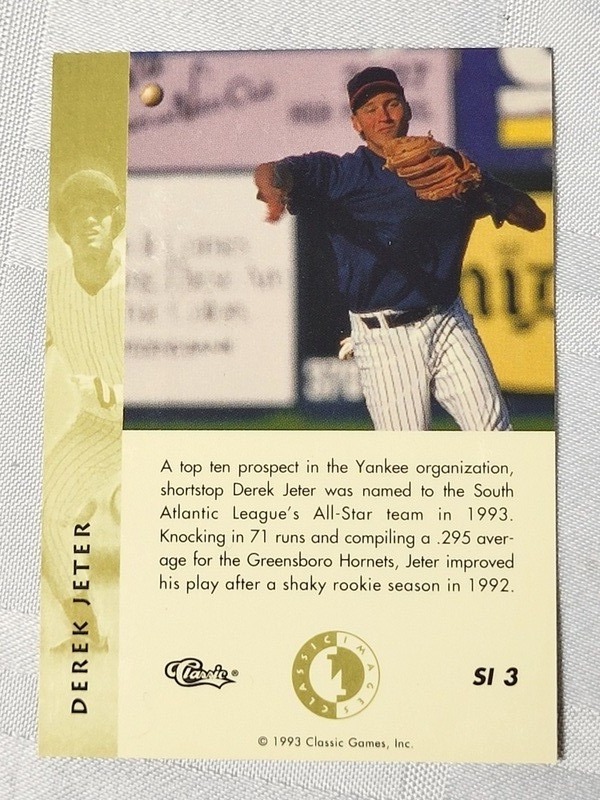 DEREK JETER
A top ten prospect in the Yankee organization,
shortstop Derek Jeter was named to the South
Atlantic League's All-Star team in 1993.
Knocking in 71 runs and compiling a .295 aver-
age for the Greensboro Hornets, Jeter improved
his play after a shaky rookie season in 1992.
Classic®
CLASSIC IMAGES
SI 3
© 1993 Classic Games, Inc.